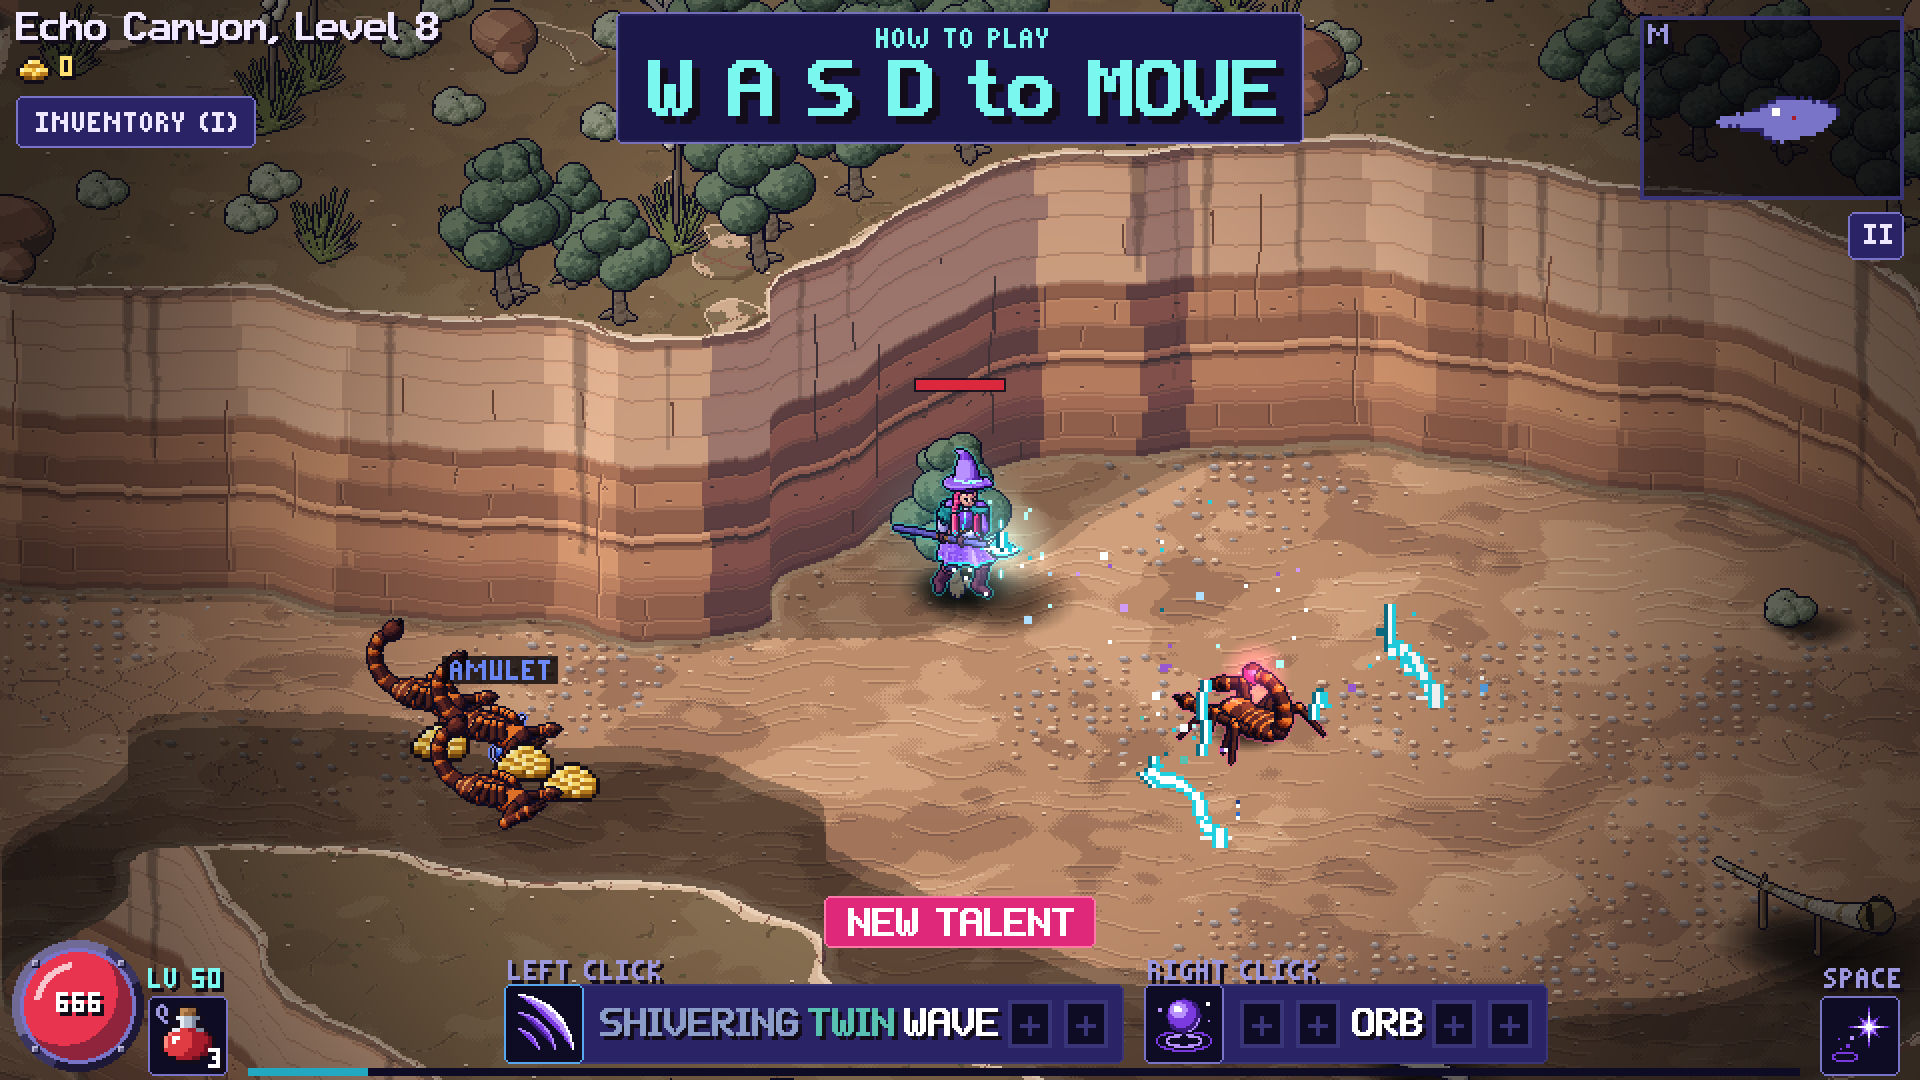 Echo Canyon, Level 8
0
INVENTORY (I)
HOW TO PLAY
W A S D to MOVE
M
II
AMULET
NEW TALENT
LV 50
666
Q
3
LEFT CLICK
SHIVERING TWIN WAVE + +
RIGHT CLICK
+ + ORB + +
SPACE